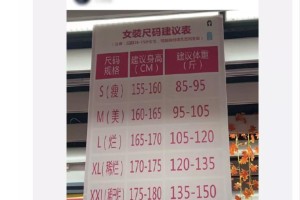 女装尺码建议表
尺码规格 建议身高(CM) 建议体重(斤)
S(瘦) 155-160 85-95
M(美) 160-165 95-105
L(烂) 165-170 105-120
XL(稀烂) 170-175 120-135
XXL( 175-180 135-150